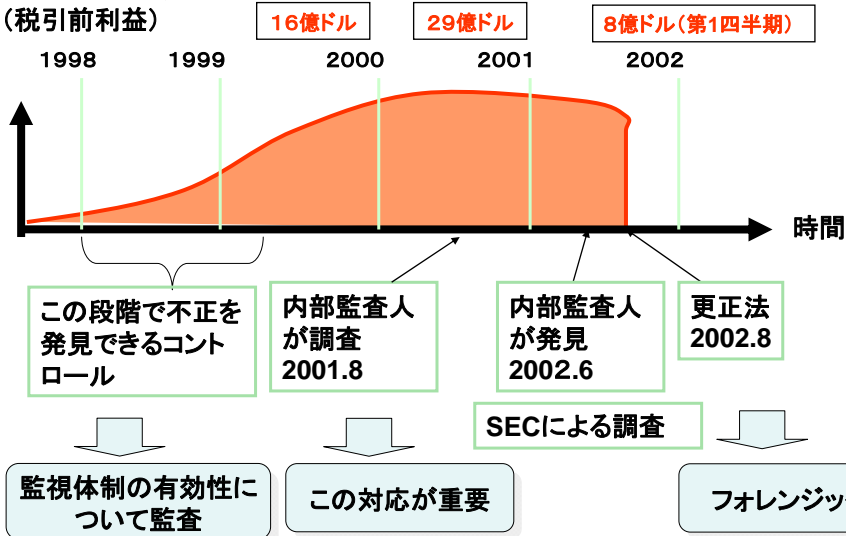 (税引前利益)
16億ドル
29億ドル
8億ドル(第1四半期)
1998
1999
2000
2001
2002
時間
この段階で不正を
発見できるコント
ロール
内部監査人
が調査
2001.8
内部監査人
が発見
2002.6
更正法
2002.8
SECによる調査
監視体制の有効性に
ついて監査
この対応が重要
フォレンジッ